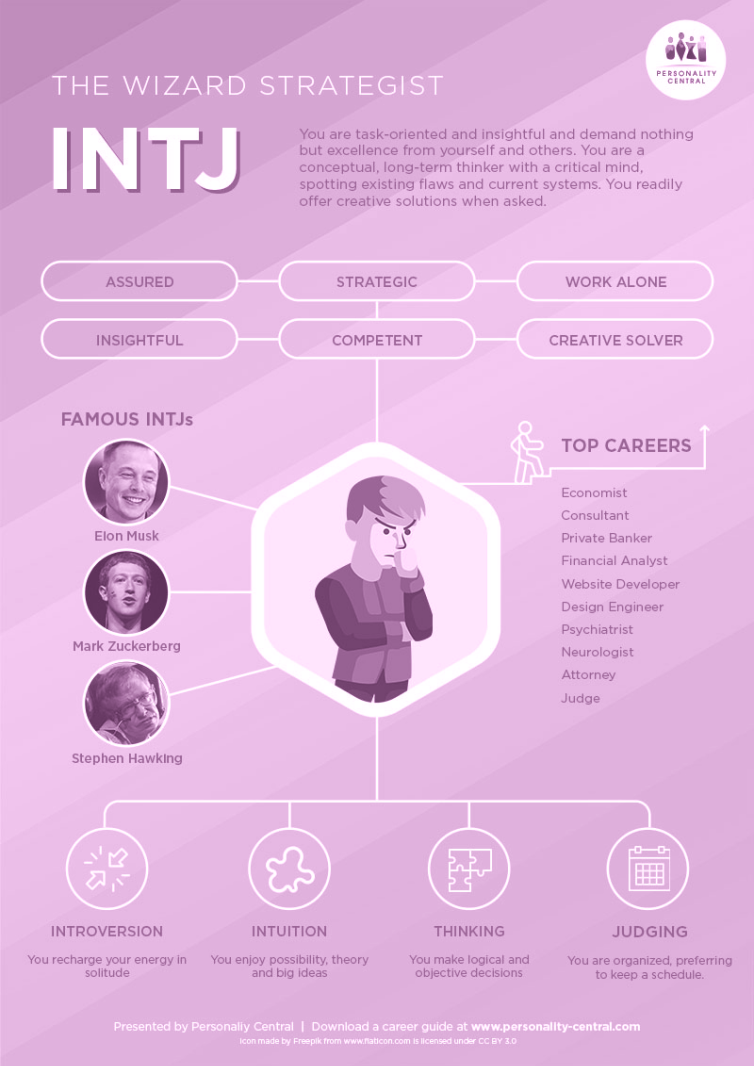 PERSONALITY
CENTRAL
THE WIZARD STRATEGIST
INTJ
You are task-oriented and insightful and demand nothing
but excellence from yourself and others. You are a
conceptual, long-term thinker with a critical mind,
spotting existing flaws and current systems. You readily
offer creative solutions when asked.
ASSURED
STRATEGIC
WORK ALONE
INSIGHTFUL
COMPETENT
CREATIVE SOLVER
FAMOUS INTJs
Elon Musk
Mark Zuckerberg
Stephen Hawking
TOP CAREERS
Economist
Consultant
Private Banker
Financial Analyst
Website Developer
Design Engineer
Psychiatrist
Neurologist
Attorney
Judge
INTROVERSION
You recharge your energy in
solitude
INTUITION
You enjoy possibility, theory
and big ideas
THINKING
You make logical and
objective decisions
JUDGING
You are organized, preferring
to keep a schedule.
Presented by Personaliy Central | Download a career guide at www.personality-central.com
Icon made by Freepik from www.flaticon.com is licensed under CC BY 3.0